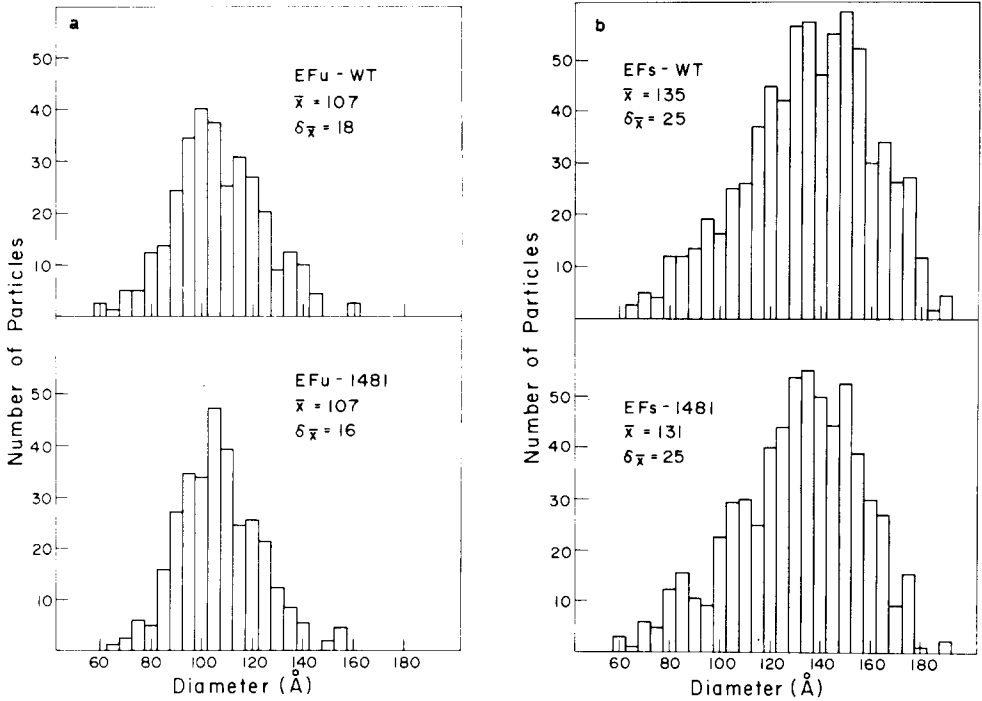 a
50
40
30
20
10
EFu - WT
x̄ = 107
δx̄ = 18
EFu - 1481
x̄ = 107
δx̄ = 16
50
40
30
20
10
Number of Particles
60 80 100 120 140 160 180
Diameter (Å)
b
50
40
30
20
10
EFs - WT
x̄ = 135
δx̄ = 25
EFs - 1481
x̄ = 131
δx̄ = 25
50
40
30
20
10
Number of Particles
60 80 100 120 140 160 180
Diameter (Å)